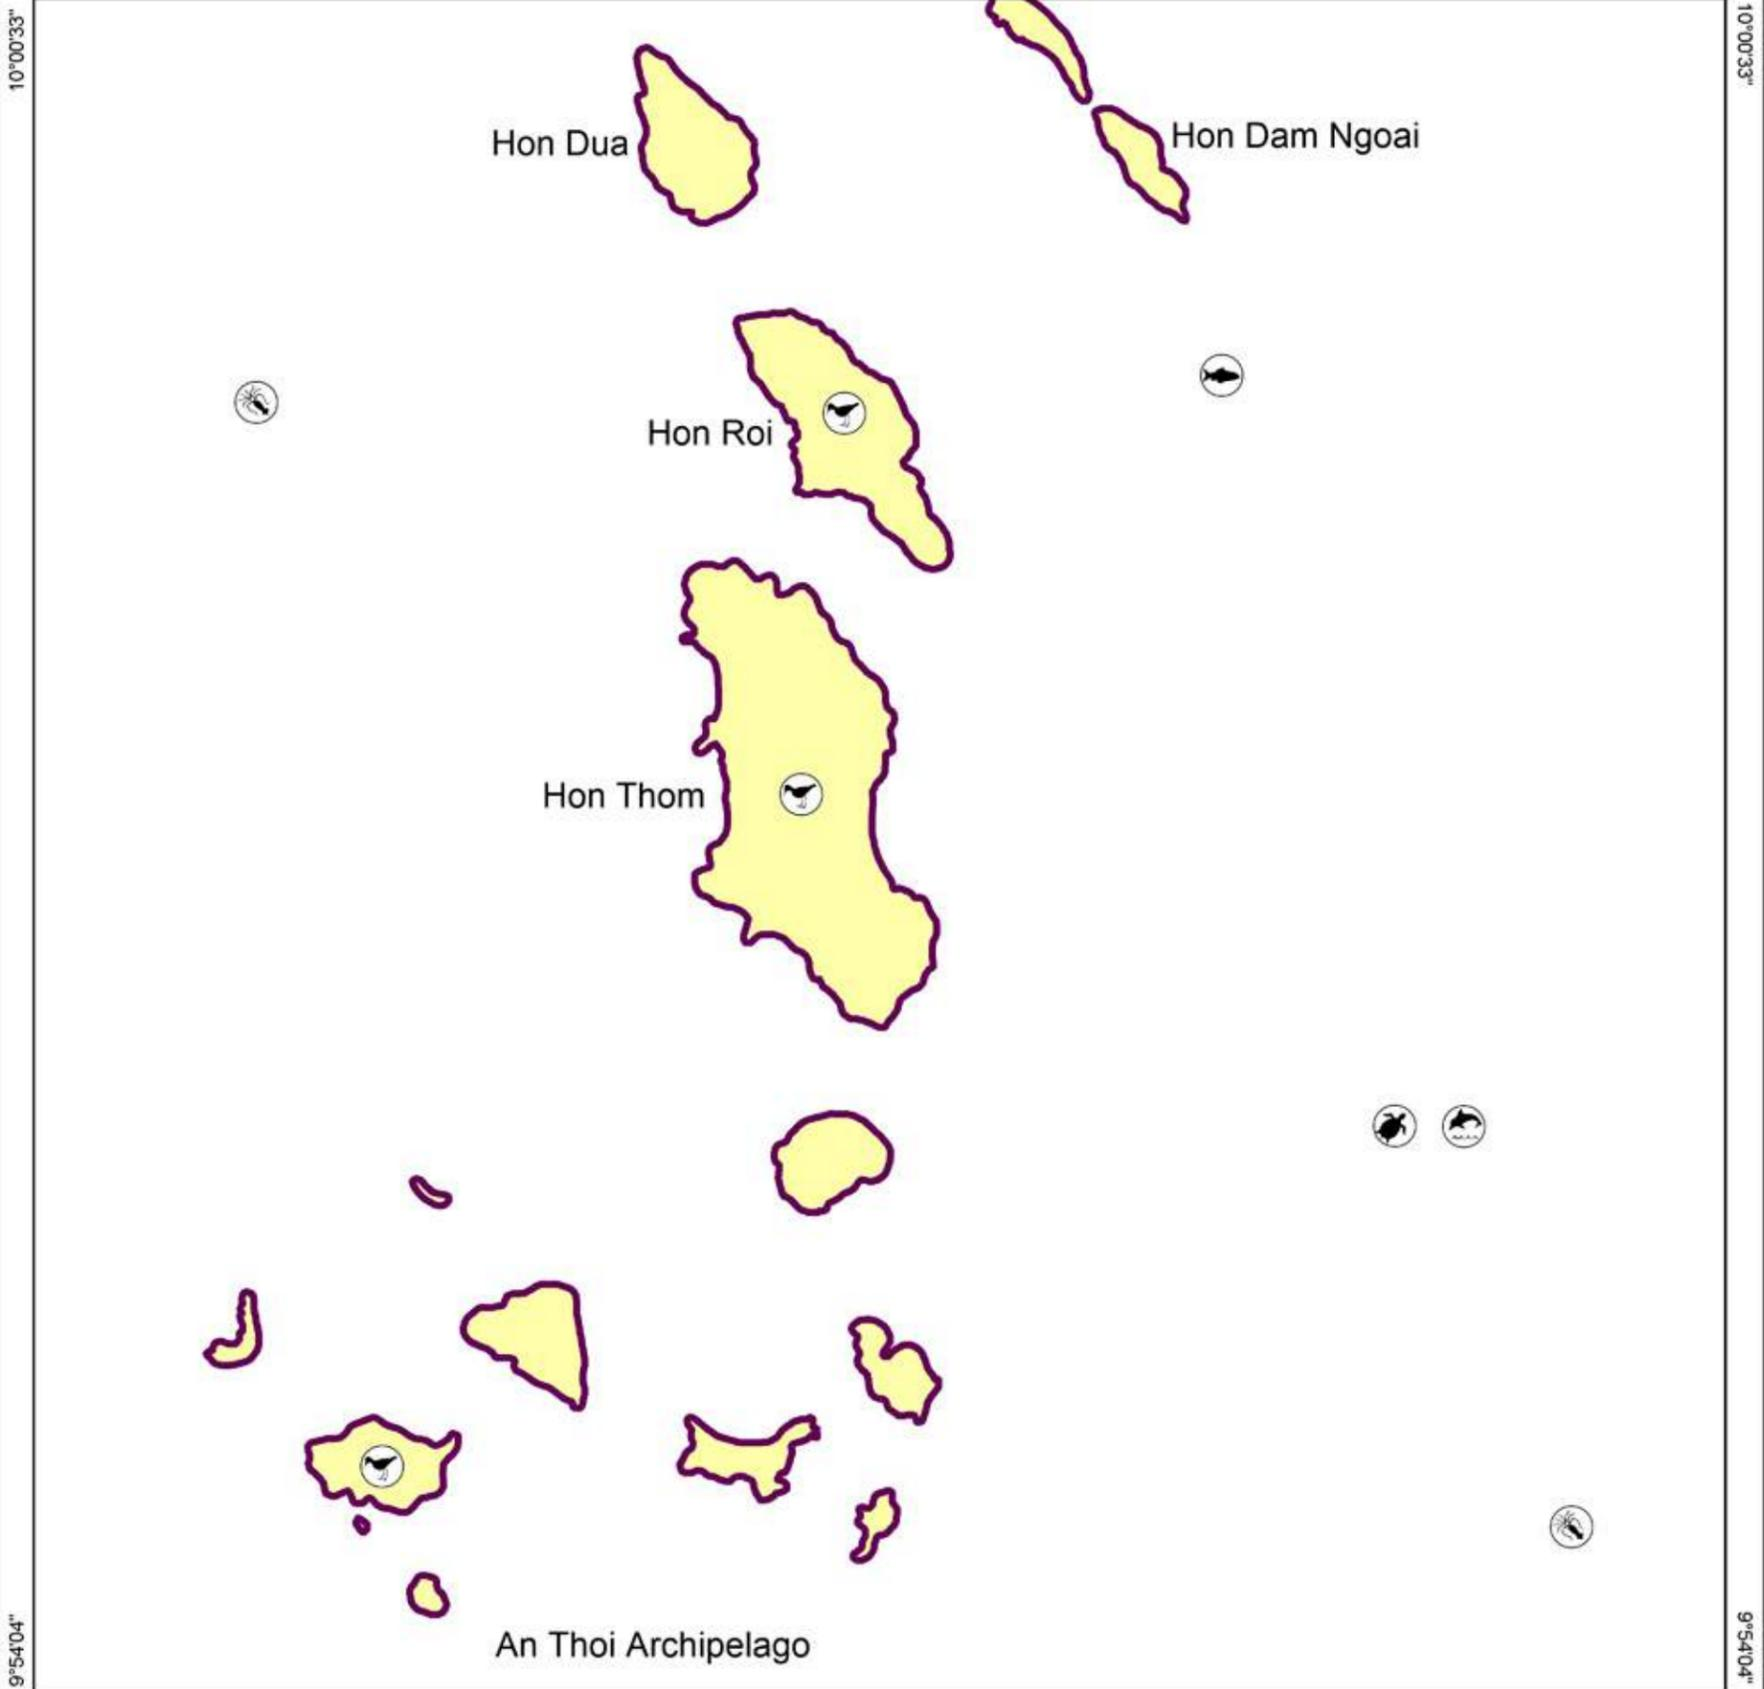 10°00'33"
10°00'33"
Hon Dua
Hon Dam Ngoai
Hon Roi
Hon Thom
An Thoi Archipelago
9°54'04"
9°54'04"